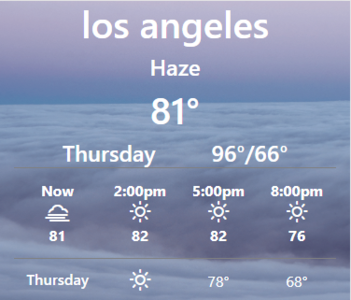 los angeles
Haze
81°
Thursday 96°/66°
Now 2:00pm 5:00pm 8:00pm
81 82 82 76
Thursday 78° 68°